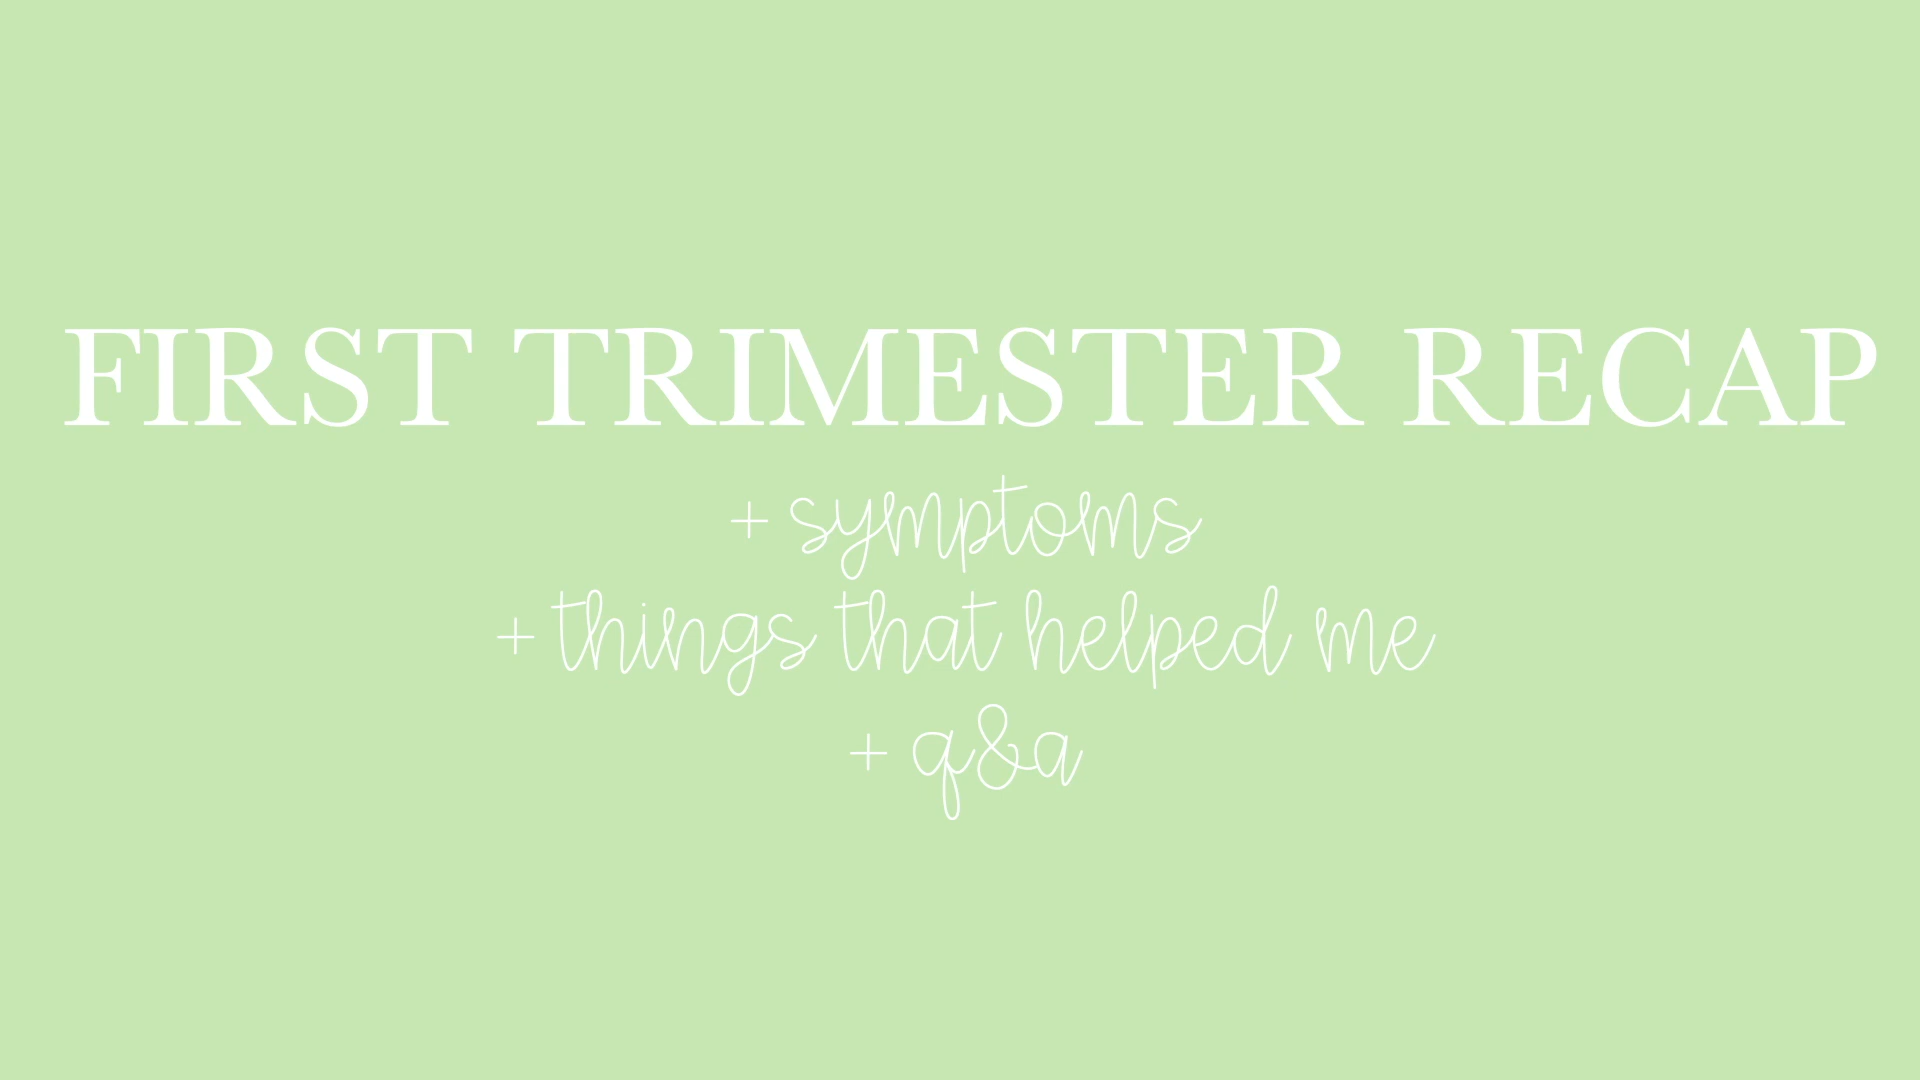 FIRST TRIMESTER RECAP
+ symptoms
+ things that helped me
+ q&a